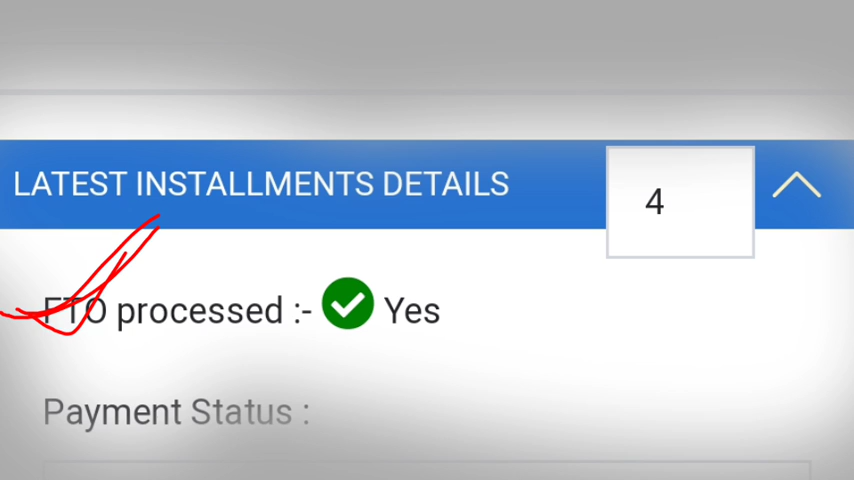 LATEST INSTALLMENTS DETAILS 4
FTO processed :- Yes
Payment Status :